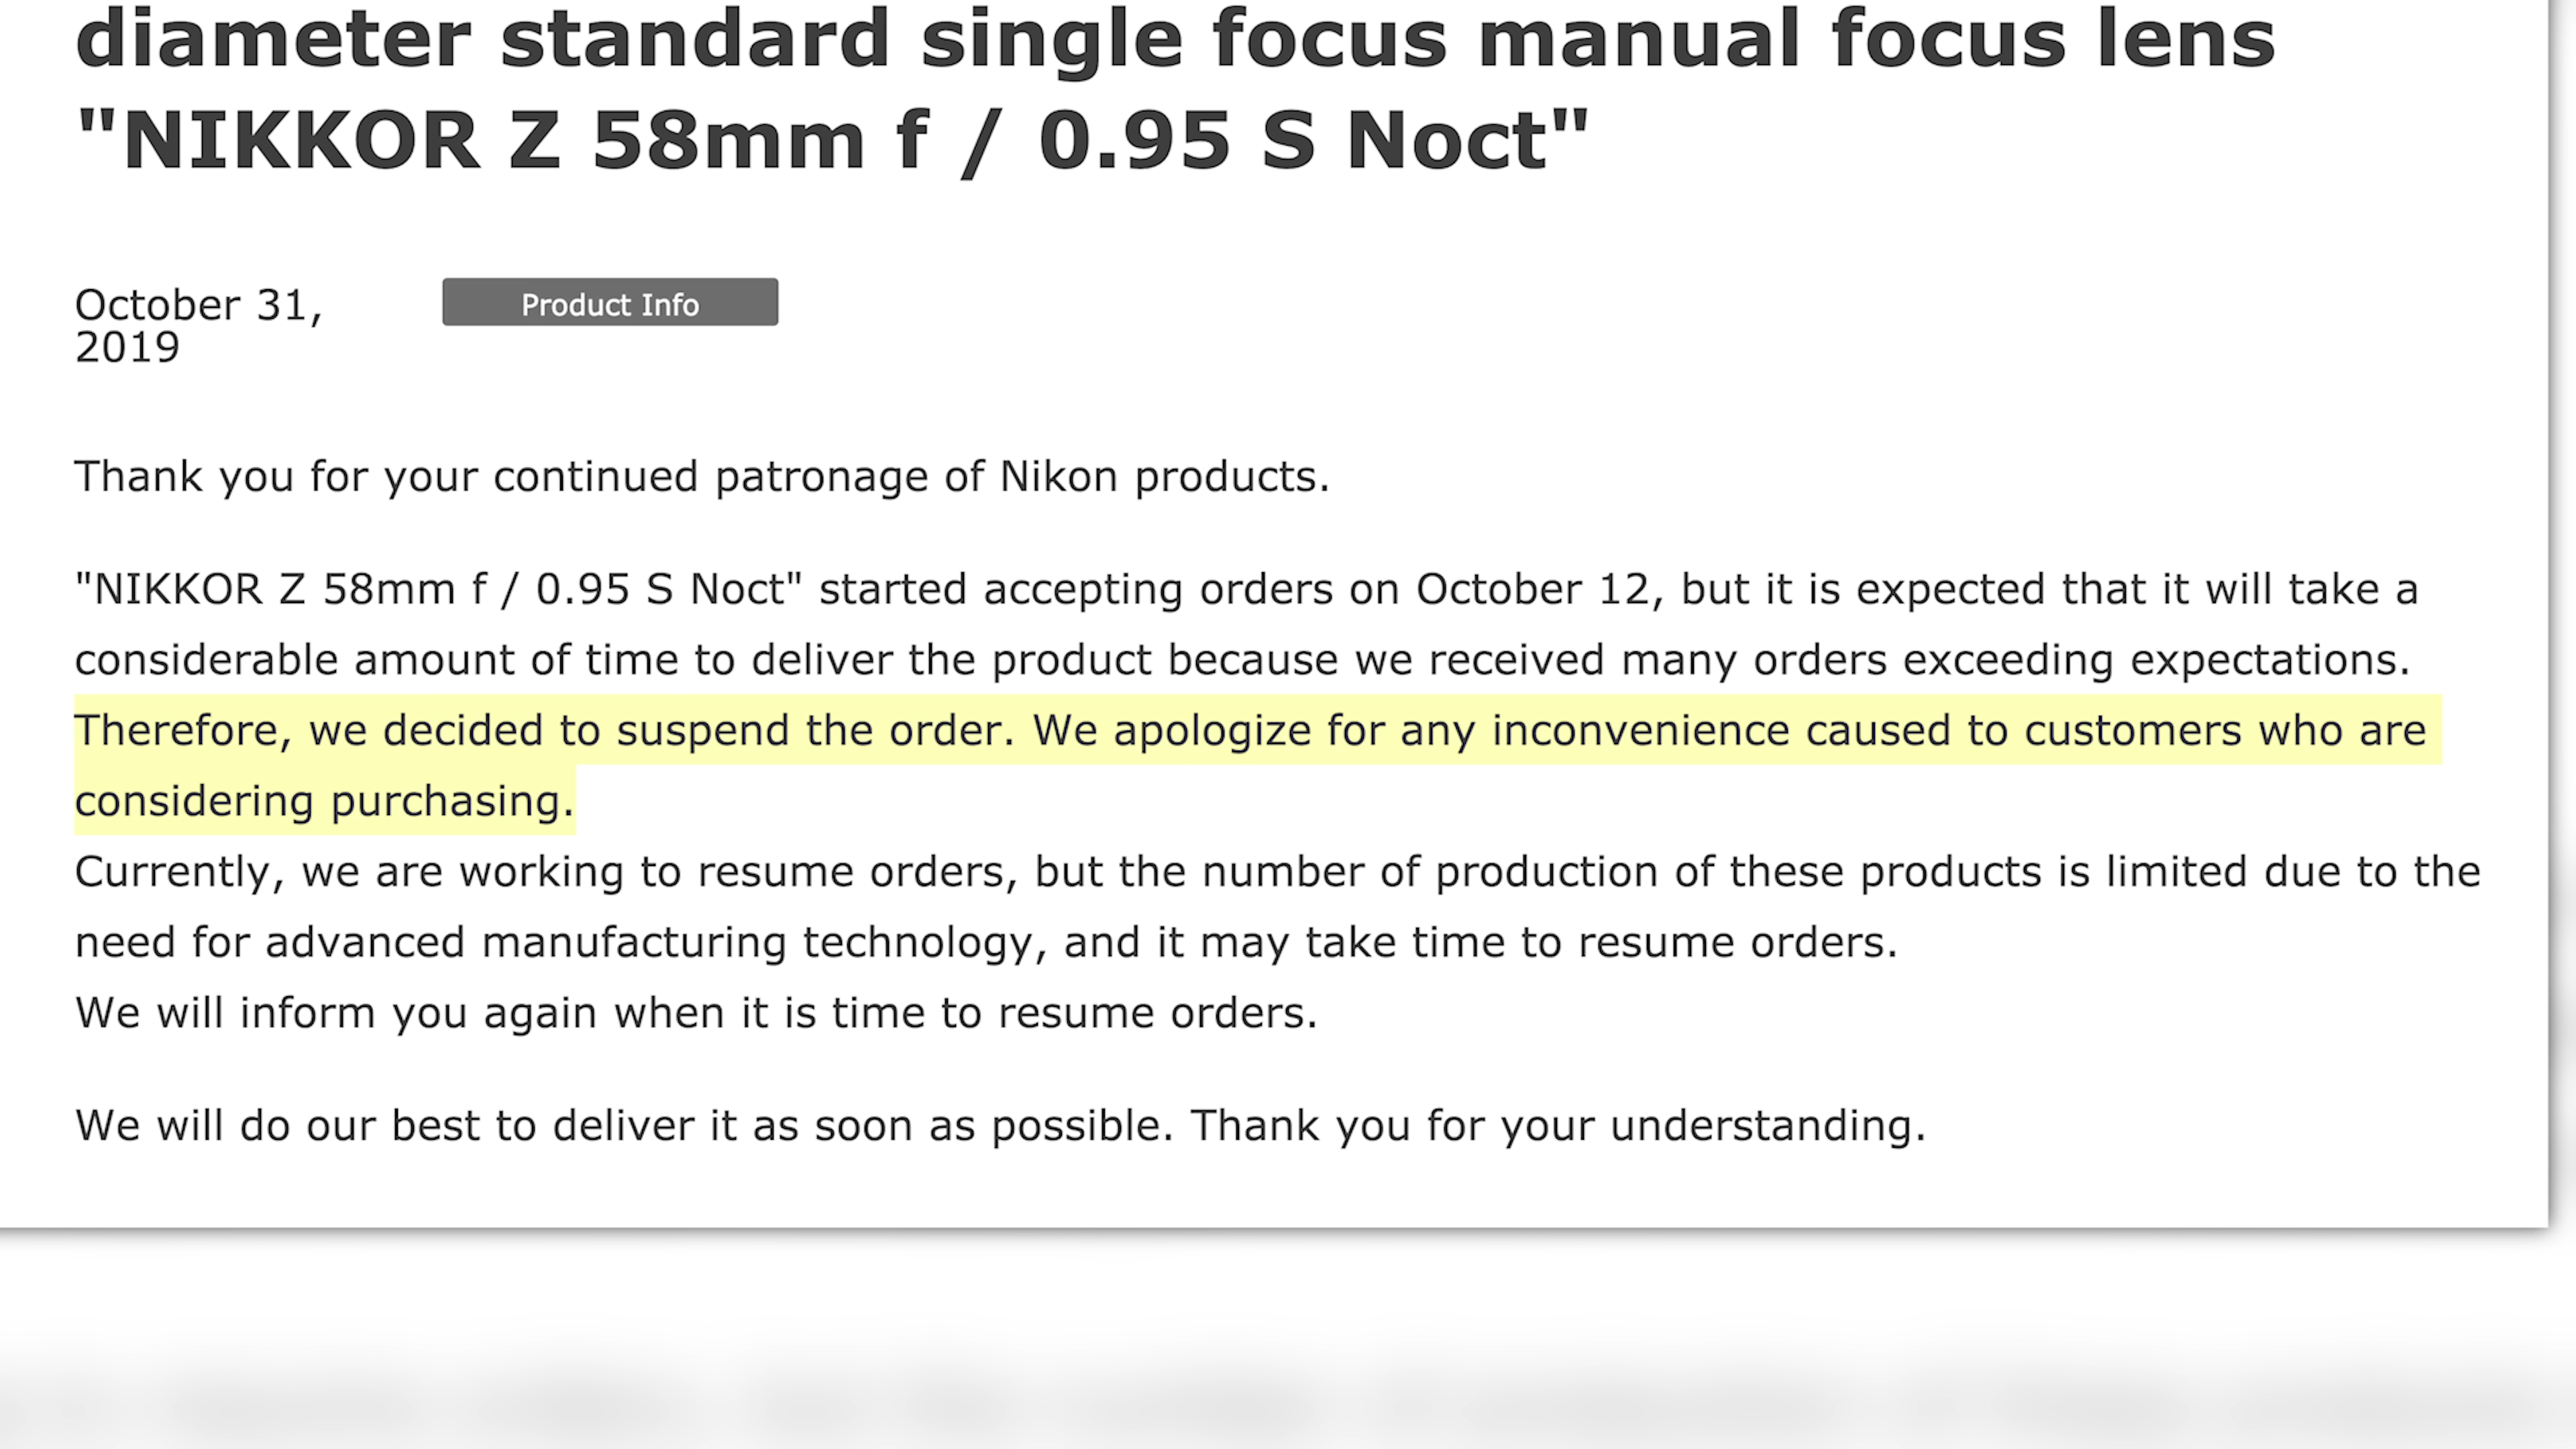 diameter standard single focus manual focus lens
"NIKKOR Z 58mm f / 0.95 S Noct"
October 31,
2019
Product Info
Thank you for your continued patronage of Nikon products.
"NIKKOR Z 58mm f / 0.95 S Noct" started accepting orders on October 12, but it is expected that it will take a
considerable amount of time to deliver the product because we received many orders exceeding expectations.
Therefore, we decided to suspend the order. We apologize for any inconvenience caused to customers who are
considering purchasing.
Currently, we are working to resume orders, but the number of production of these products is limited due to the
need for advanced manufacturing technology, and it may take time to resume orders.
We will inform you again when it is time to resume orders.
We will do our best to deliver it as soon as possible. Thank you for your understanding.